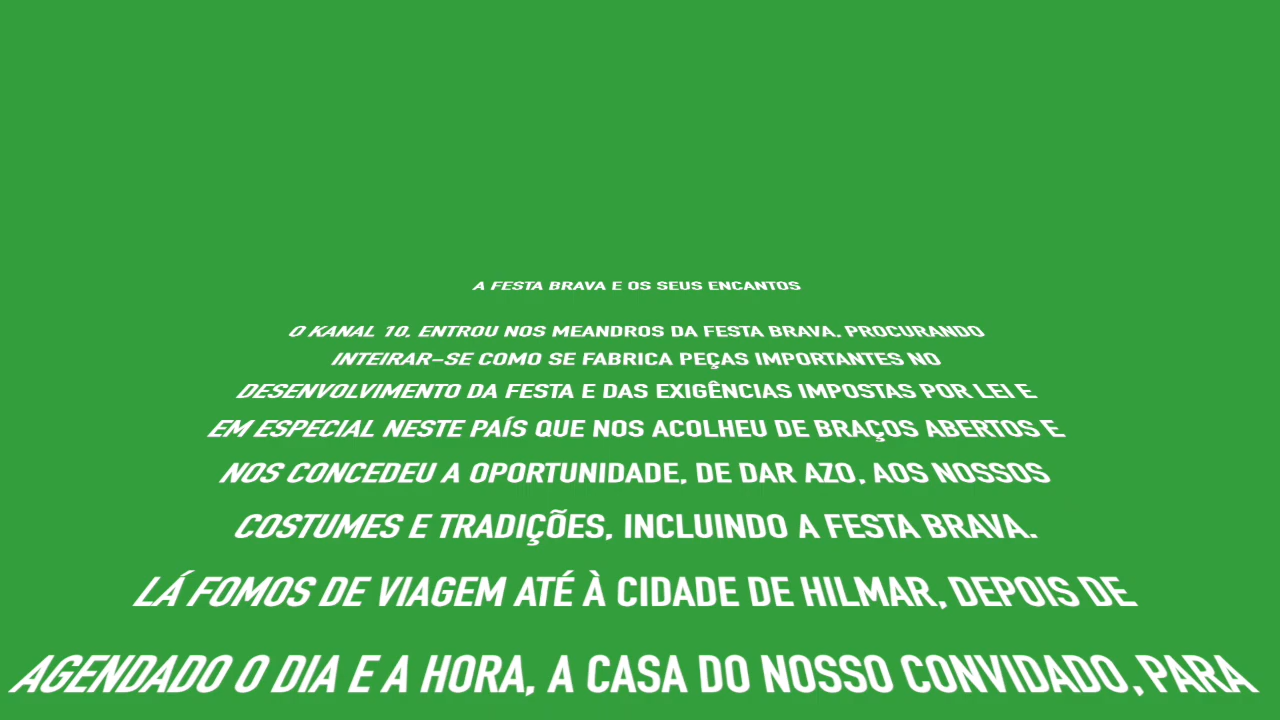 A FESTA BRAVA E OS SEUS ENCANTOS
O KANAL 10, ENTROU NOS MEANDROS DA FESTA BRAVA, PROCURANDO
INTEIRAR-SE COMO SE FABRICA PEÇAS IMPORTANTES NO
DESENVOLVIMENTO DA FESTA E DAS EXIGÊNCIAS IMPOSTAS POR LEI E
EM ESPECIAL NESTE PAÍS QUE NOS ACOLHEU DE BRAÇOS ABERTOS E
NOS CONCEDEU A OPORTUNIDADE, DE DAR AZO, AOS NOSSOS
COSTUMES E TRADIÇÕES, INCLUINDO A FESTA BRAVA.
LÁ FOMOS DE VIAGEM ATÉ À CIDADE DE HILMAR, DEPOIS DE
AGENDADO O DIA E A HORA, A CASA DO NOSSO CONVIDADO, PARA